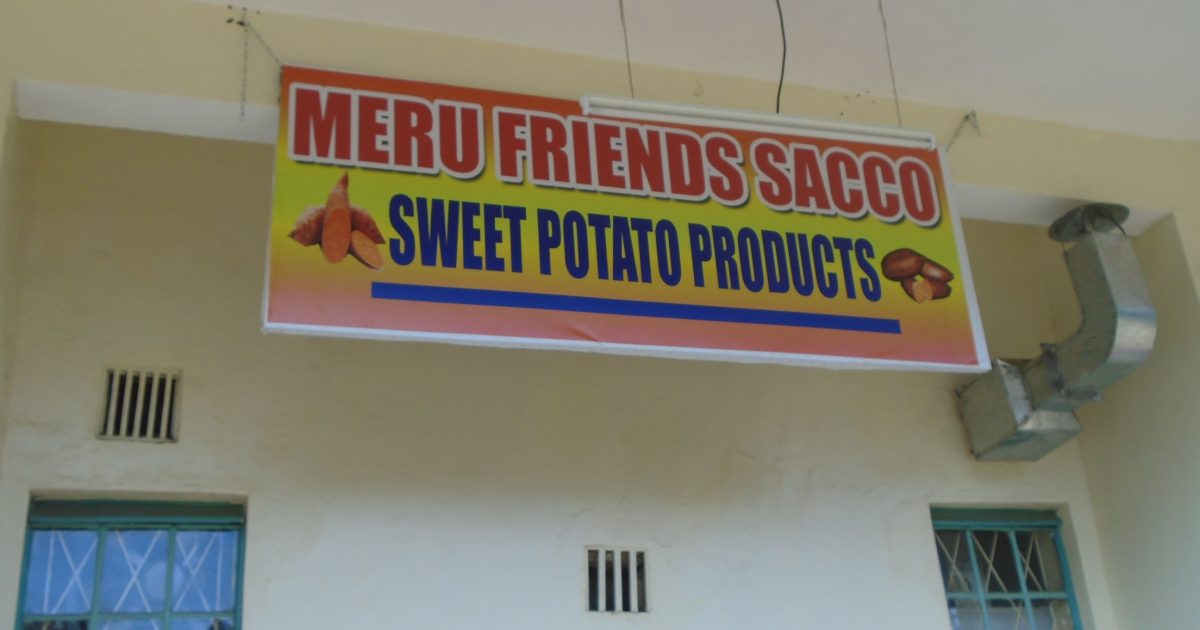 MERU FRIENDS SACCO
SWEET POTATO PRODUCTS